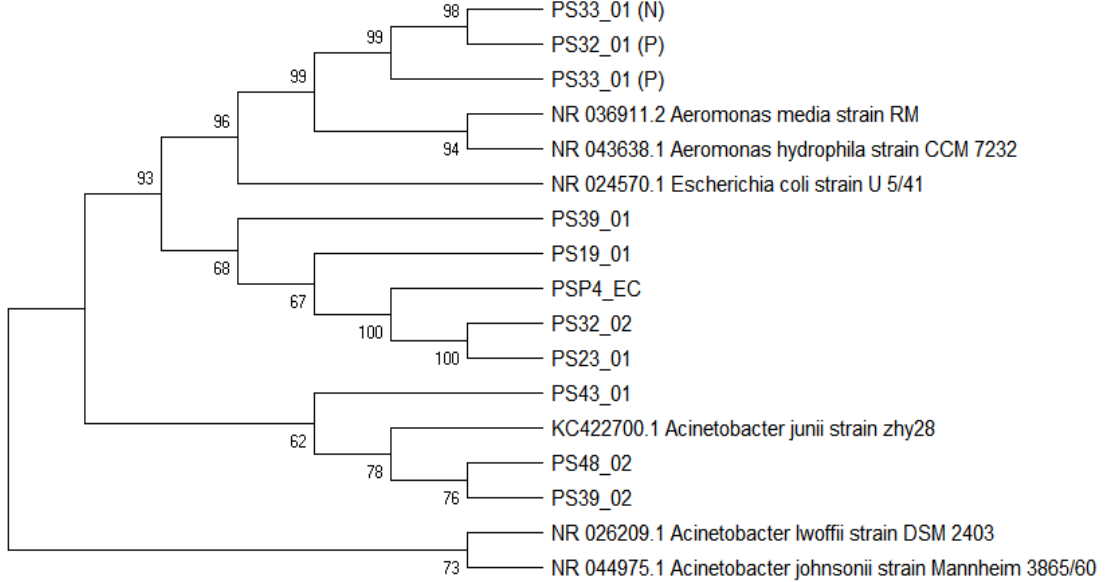 98
PS33_01 (N)
99
PS32_01 (P)
99
PS33_01 (P)
96
NR 036911.2 Aeromonas media strain RM
94
NR 043638.1 Aeromonas hydrophila strain CCM 7232
93
NR 024570.1 Escherichia coli strain U 5/41
PS39_01
68
PS19_01
67
PSP4_EC
100
PS32_02
100
PS23_01
PS43_01
62
KC422700.1 Acinetobacter junii strain zhy28
78
PS48_02
76
PS39_02
NR 026209.1 Acinetobacter lwoffii strain DSM 2403
73
NR 044975.1 Acinetobacter johnsonii strain Mannheim 3865/60